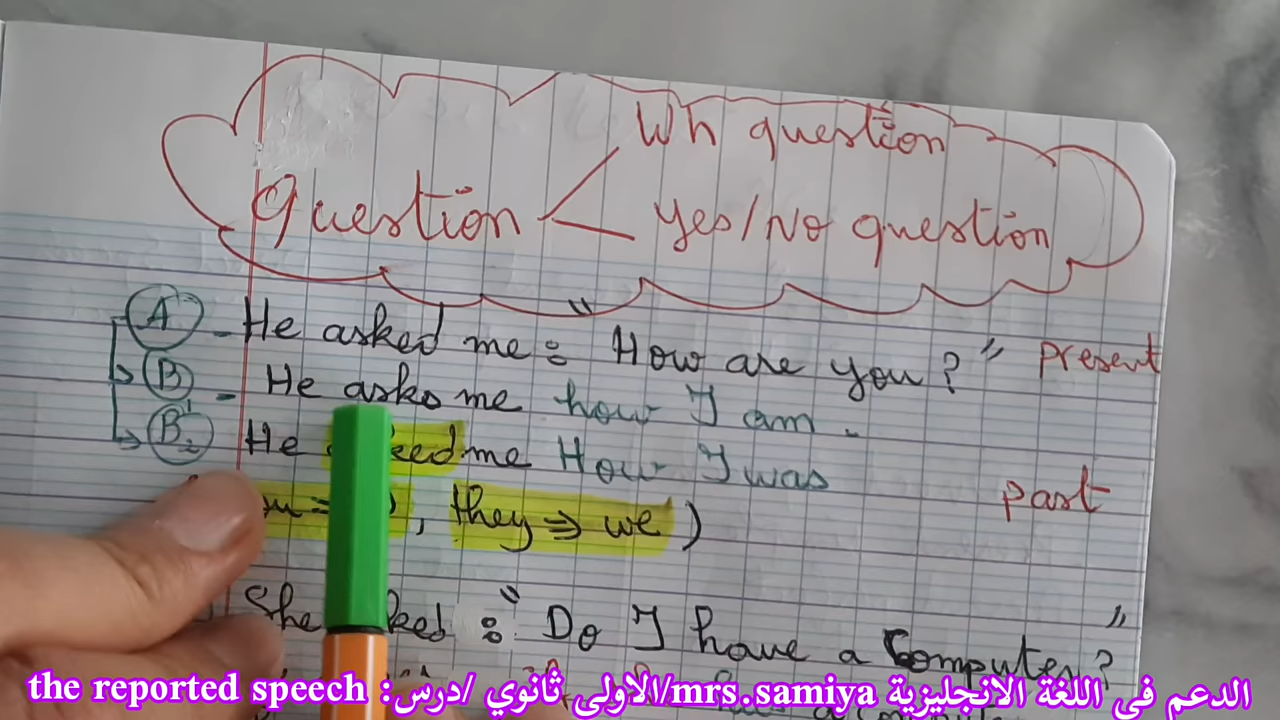 Wh question
Question
Yes/No question
A - He asked me: "How are you?" present
B1 - He asks me how I am.
B2 He me How I was
past
, they ⇒ we)
She : "Do I have a Computer?"
the reported speech :الدعم في اللغة الانجليزية mrs.samiya/الاولى ثانوي /درس